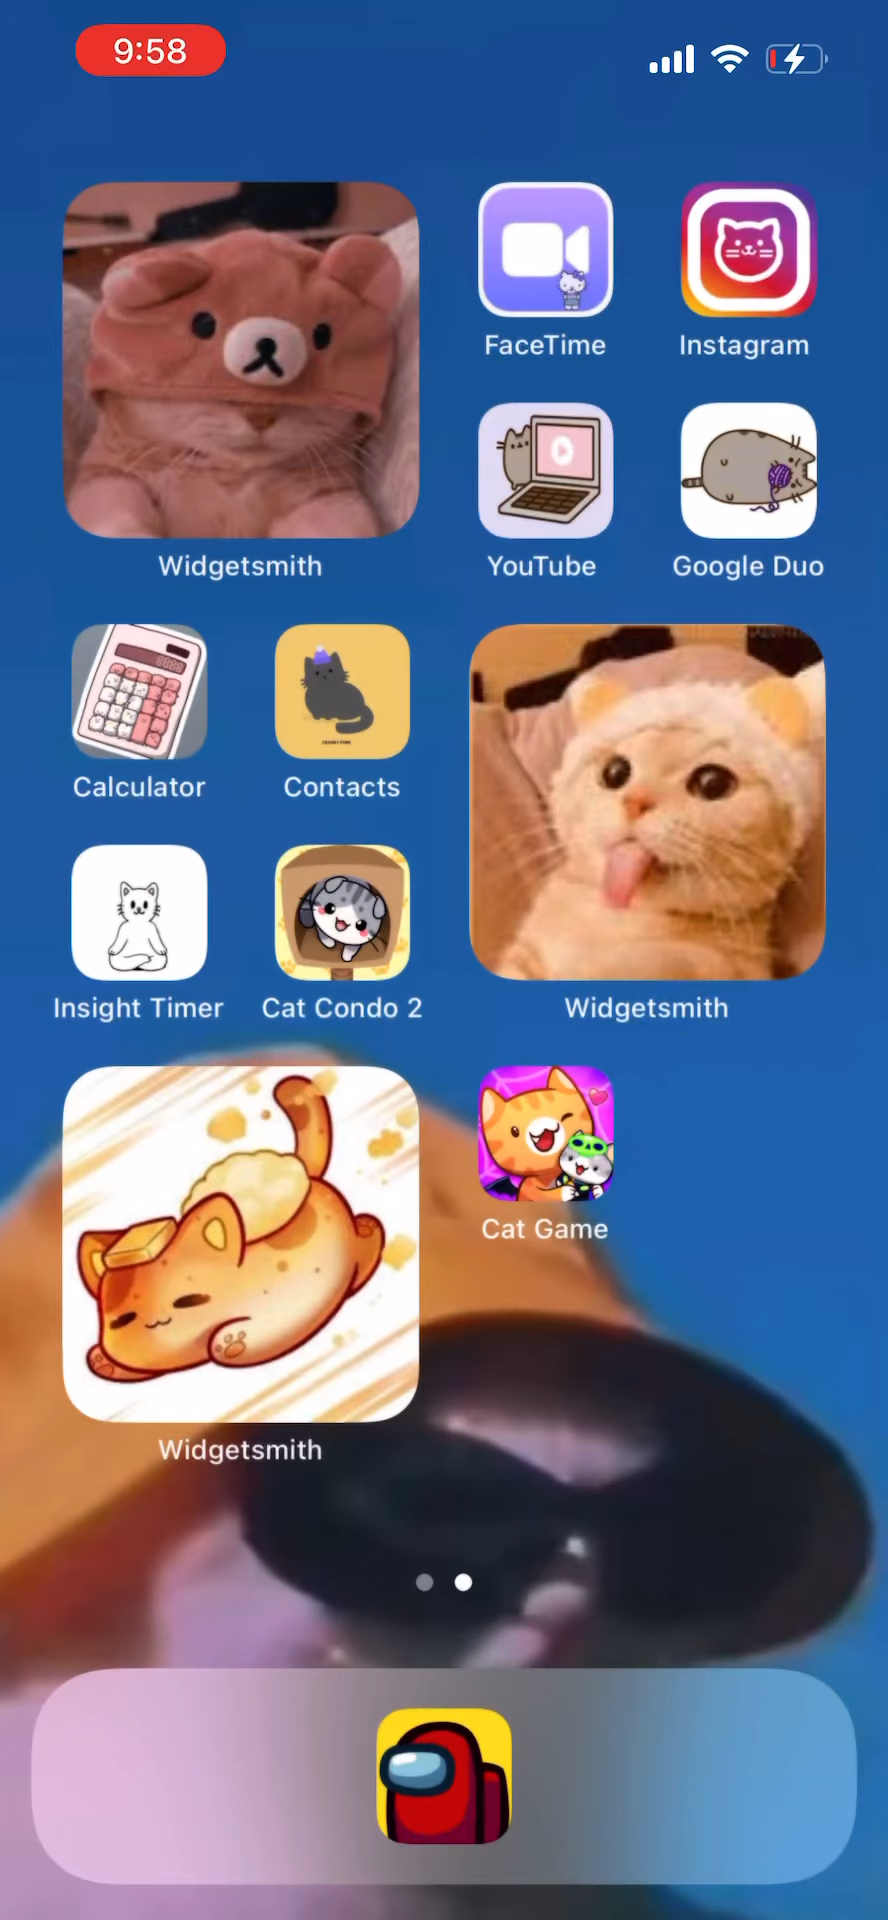 9:58
FaceTime
Instagram
Widgetsmith
YouTube
Google Duo
Calculator
Contacts
Insight Timer
Cat Condo 2
Widgetsmith
Cat Game
Widgetsmith